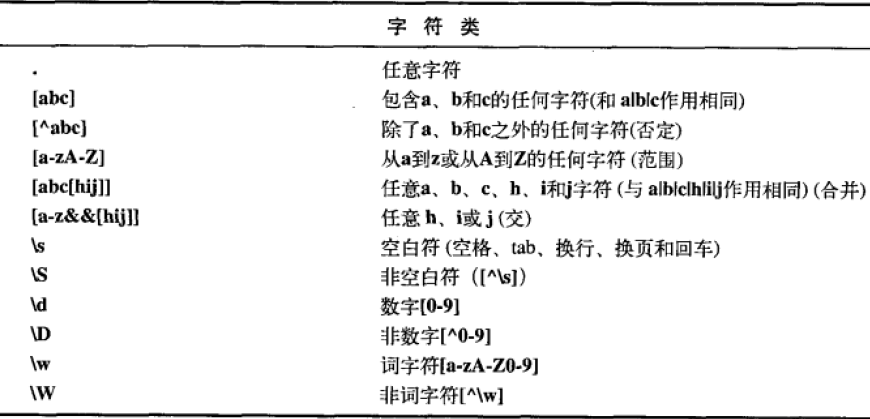 字 符 类
. 任意字符
[abc] 包含a、b和c的任何字符(和 a|b|c作用相同)
[^abc] 除了a、b和c之外的任何字符(否定)
[a-zA-Z] 从a到z或从A到Z的任何字符 (范围)
[abc[hij]] 任意a、b、c、h、i和j字符 (与 a|b|c|h|i|j作用相同) (合并)
[a-z&&[hij]] 任意 h、i或 j (交)
\s 空白符 (空格、tab、换行、换页和回车)
\S 非空白符（[^\s]）
\d 数字[0-9]
\D 非数字[^0-9]
\w 词字符[a-zA-Z0-9]
\W 非词字符[^\w]